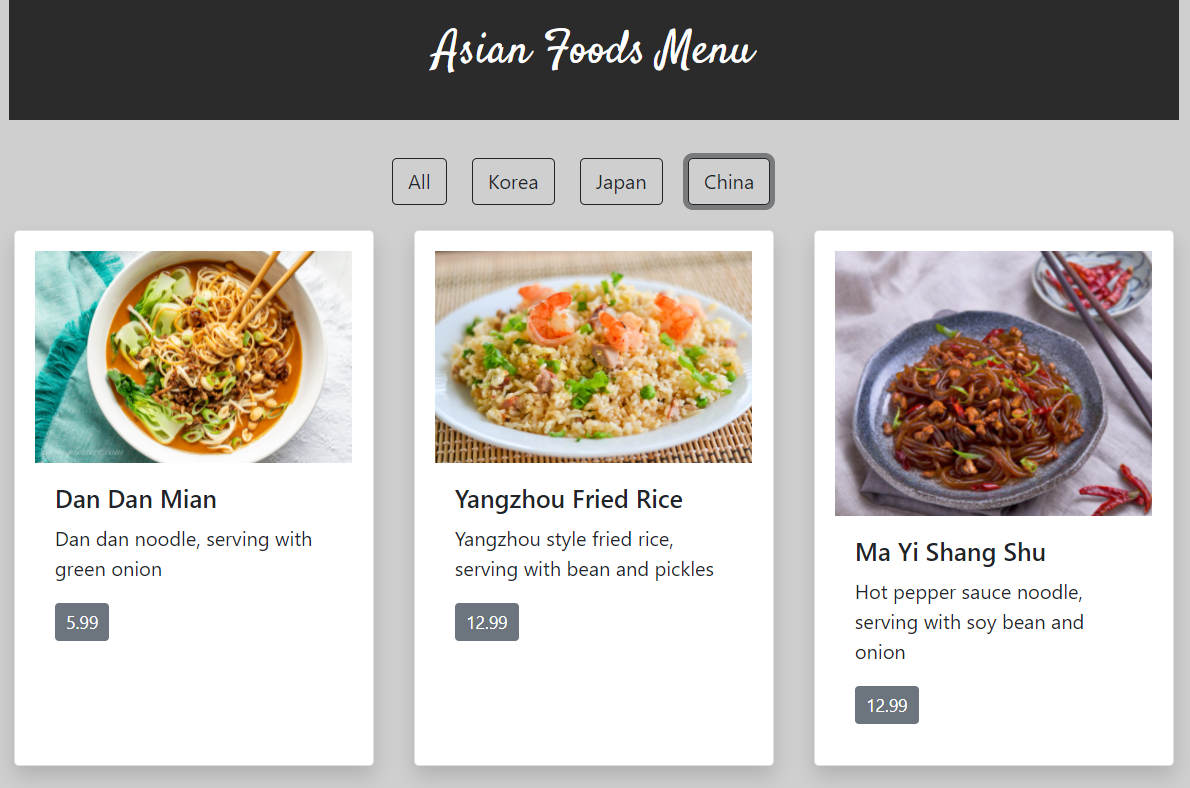 Asian Foods Menu
All
Korea
Japan
China
Dan Dan Mian
Dan dan noodle, serving with
green onion
5.99
Yangzhou Fried Rice
Yangzhou style fried rice,
serving with bean and pickles
12.99
Ma Yi Shang Shu
Hot pepper sauce noodle,
serving with soy bean and
onion
12.99